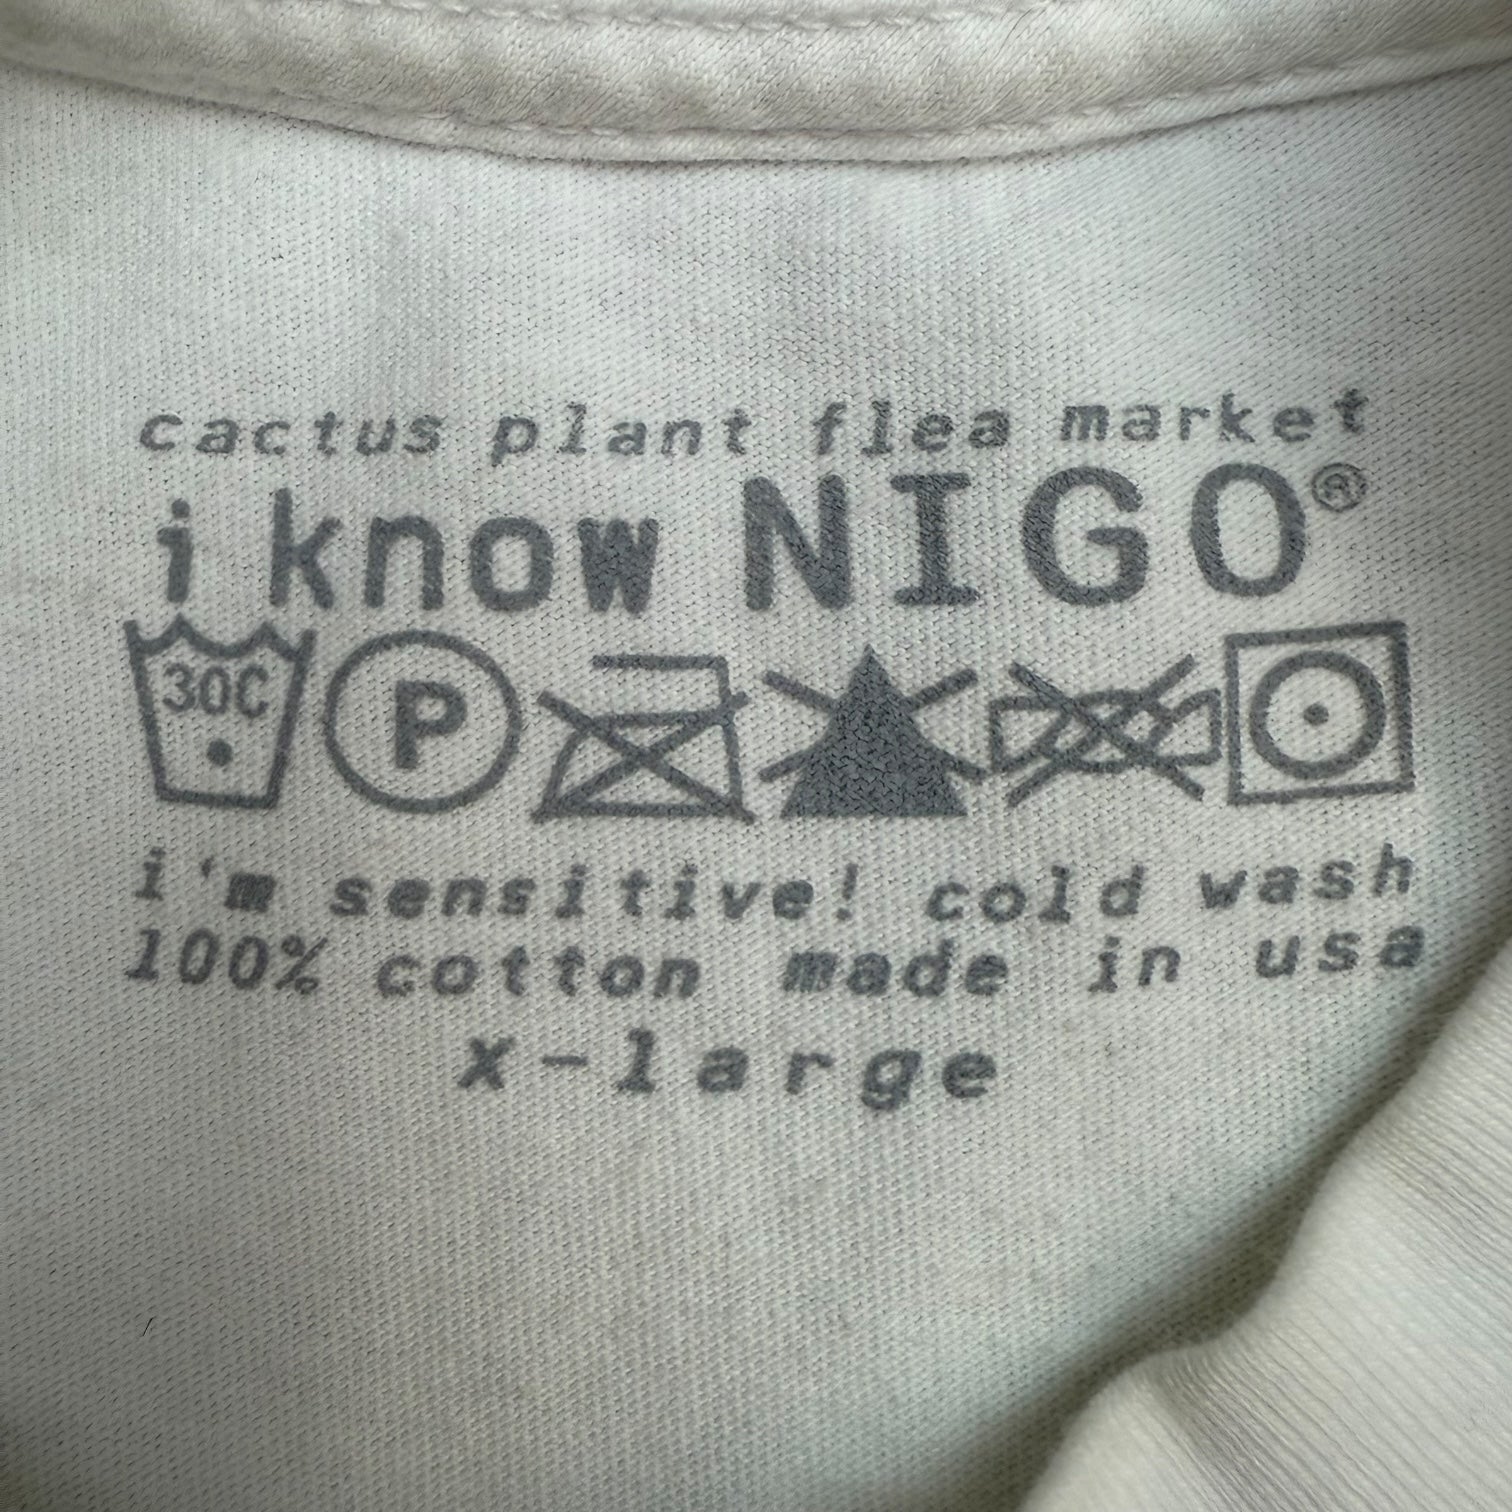 cactus plant flea market
i know NIGO®
30C P
i'm sensitive! cold wash
100% cotton made in usa
x-large